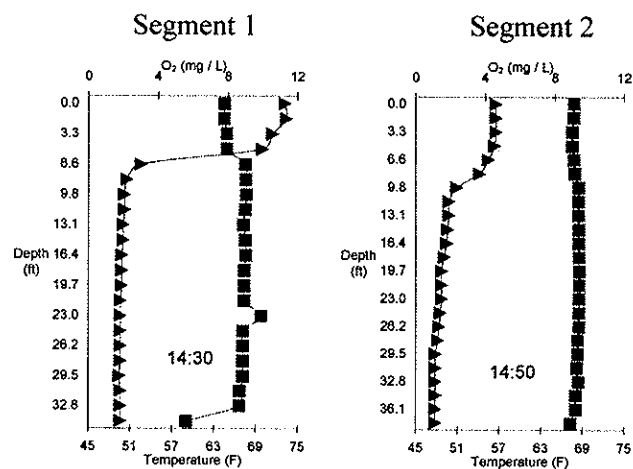 Segment 1
Segment 2
O₂ (mg / L)
O₂ (mg / L)
0 4 8 12
0 4 8 12
0.0
3.3
6.6
9.8
13.1
Depth (ft)
16.4
19.7
23.0
26.2
29.5
32.8
14:30
45 51 57 63 69 75
Temperature (F)
0.0
3.3
6.6
9.8
13.1
16.4
Depth (ft)
19.7
23.0
26.2
29.5
32.8
36.1
14:50
45 51 57 63 69 75
Temperature (F)